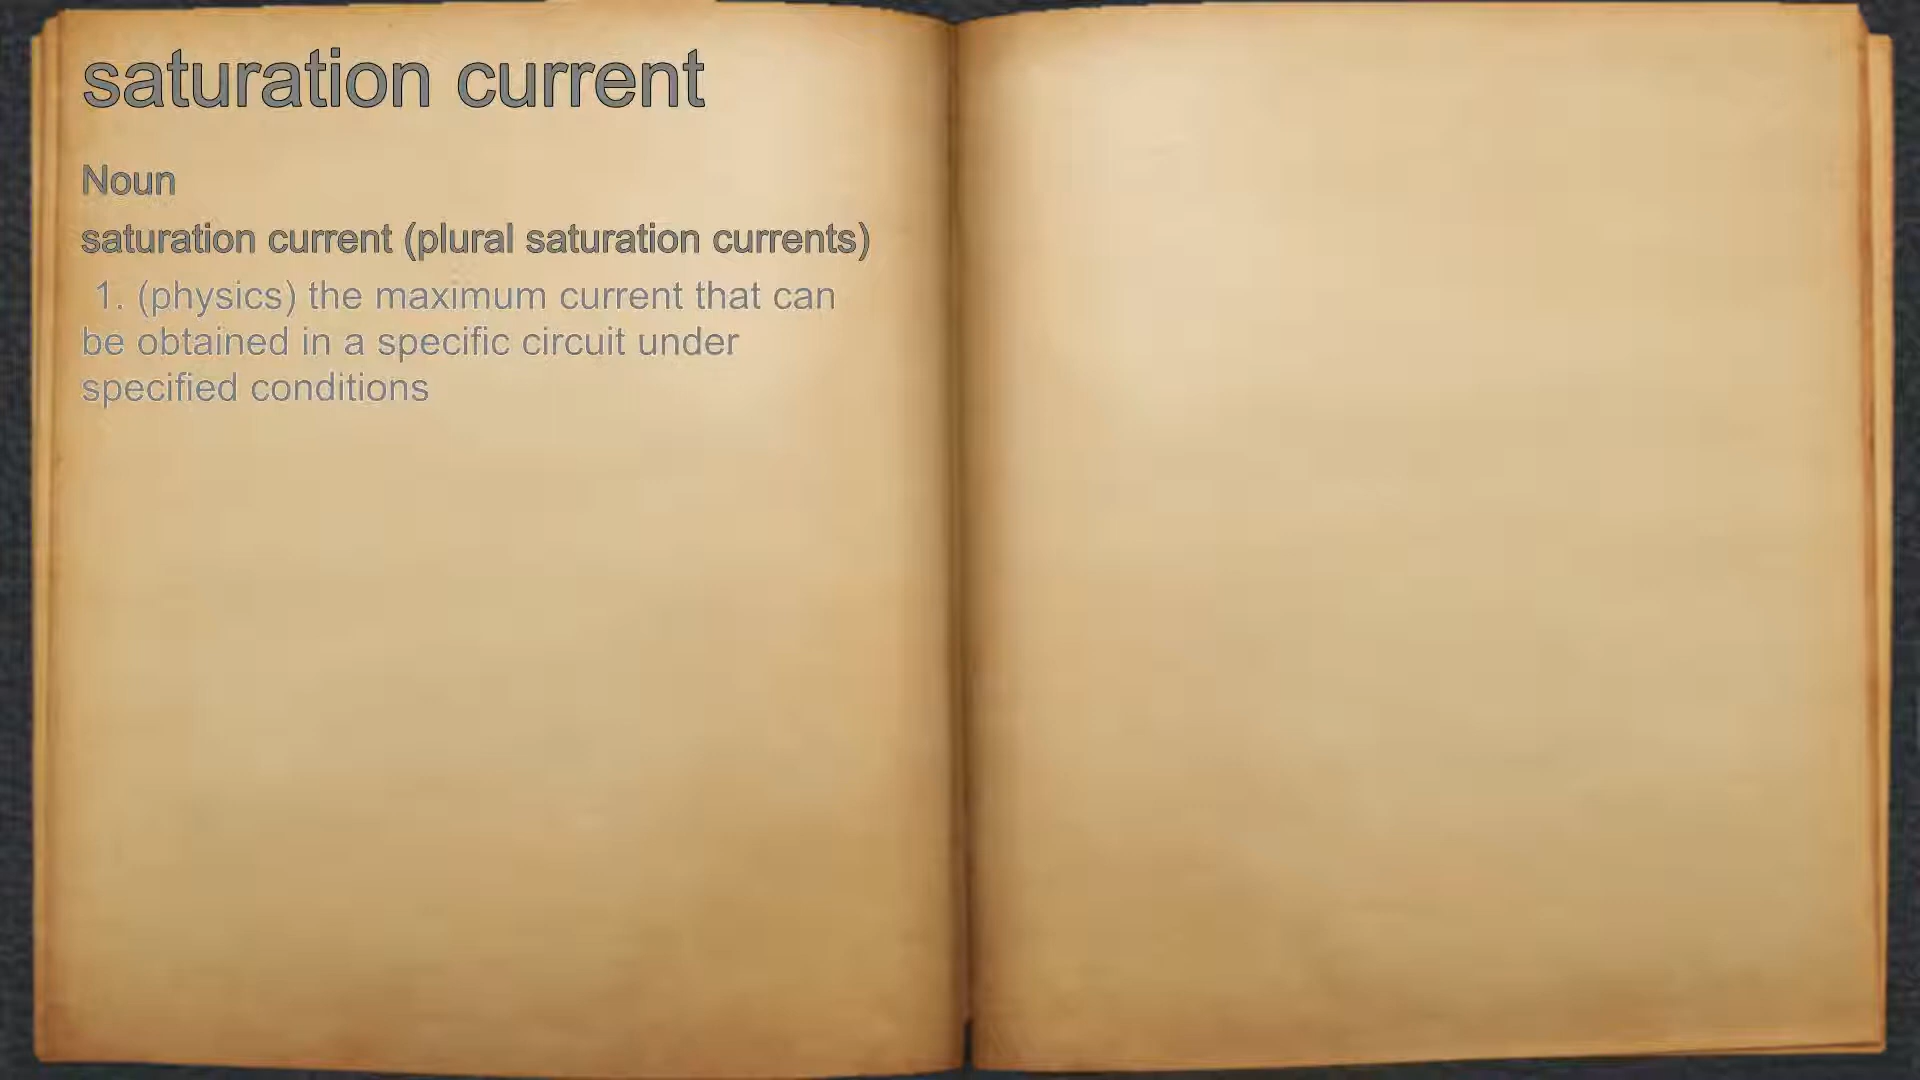 saturation current
Noun
saturation current (plural saturation currents)
1. (physics) the maximum current that can
be obtained in a specific circuit under
specified conditions